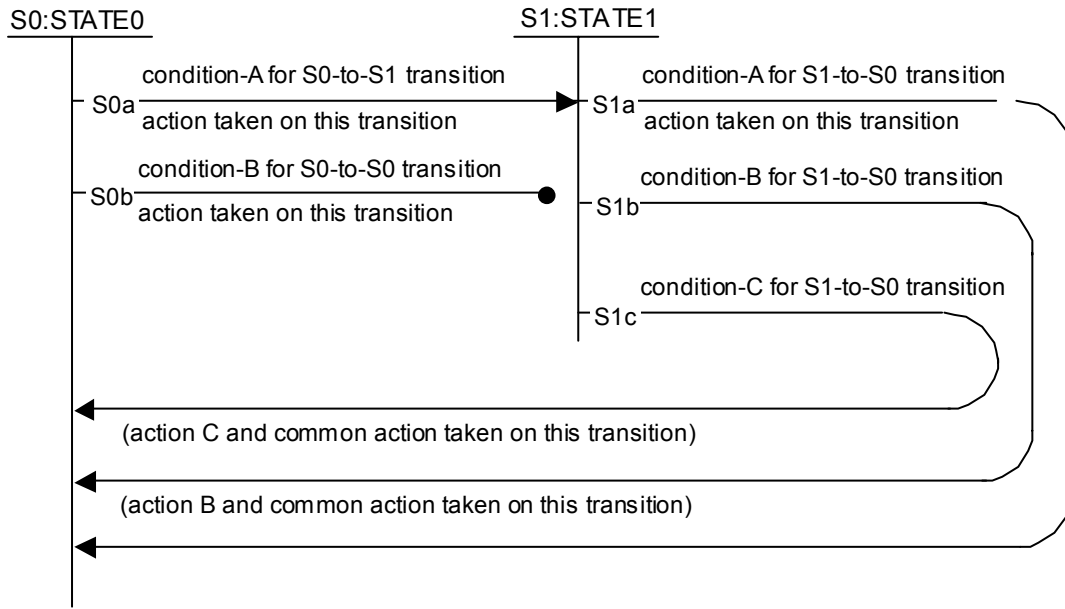 S0:STATE0
S1:STATE1
condition-A for S0-to-S1 transition
S0a
action taken on this transition
condition-A for S1-to-S0 transition
S1a
action taken on this transition
condition-B for S0-to-S0 transition
S0b
action taken on this transition
condition-B for S1-to-S0 transition
S1b
condition-C for S1-to-S0 transition
S1c
(action C and common action taken on this transition)
(action B and common action taken on this transition)